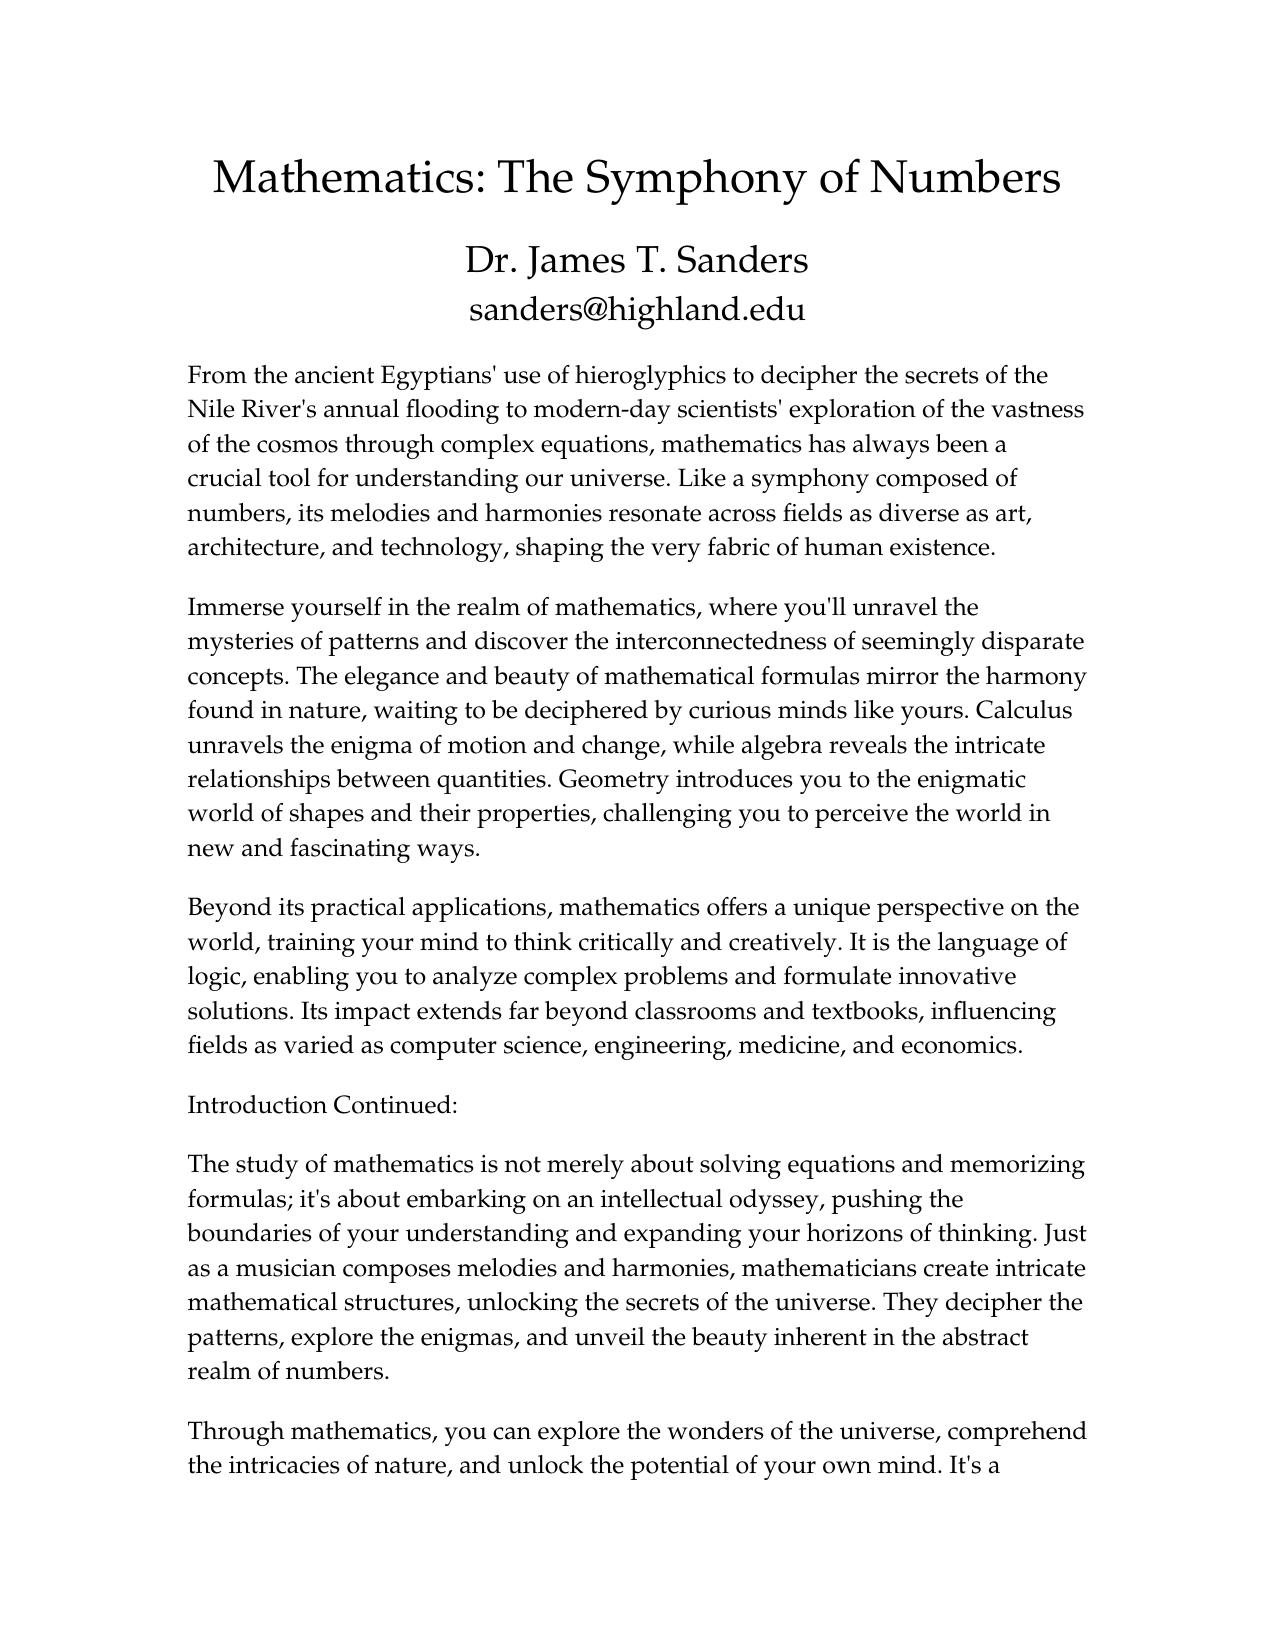 Mathematics: The Symphony of Numbers
Dr. James T. Sanders
sanders@highland.edu
From the ancient Egyptians' use of hieroglyphics to decipher the secrets of the
Nile River's annual flooding to modern-day scientists' exploration of the vastness
of the cosmos through complex equations, mathematics has always been a
crucial tool for understanding our universe. Like a symphony composed of
numbers, its melodies and harmonies resonate across fields as diverse as art,
architecture, and technology, shaping the very fabric of human existence.
Immerse yourself in the realm of mathematics, where you'll unravel the
mysteries of patterns and discover the interconnectedness of seemingly disparate
concepts. The elegance and beauty of mathematical formulas mirror the harmony
found in nature, waiting to be deciphered by curious minds like yours. Calculus
unravels the enigma of motion and change, while algebra reveals the intricate
relationships between quantities. Geometry introduces you to the enigmatic
world of shapes and their properties, challenging you to perceive the world in
new and fascinating ways.
Beyond its practical applications, mathematics offers a unique perspective on the
world, training your mind to think critically and creatively. It is the language of
logic, enabling you to analyze complex problems and formulate innovative
solutions. Its impact extends far beyond classrooms and textbooks, influencing
fields as varied as computer science, engineering, medicine, and economics.
Introduction Continued:
The study of mathematics is not merely about solving equations and memorizing
formulas; it's about embarking on an intellectual odyssey, pushing the
boundaries of your understanding and expanding your horizons of thinking. Just
as a musician composes melodies and harmonies, mathematicians create intricate
mathematical structures, unlocking the secrets of the universe. They decipher the
patterns, explore the enigmas, and unveil the beauty inherent in the abstract
realm of numbers.
Through mathematics, you can explore the wonders of the universe, comprehend
the intricacies of nature, and unlock the potential of your own mind. It's a